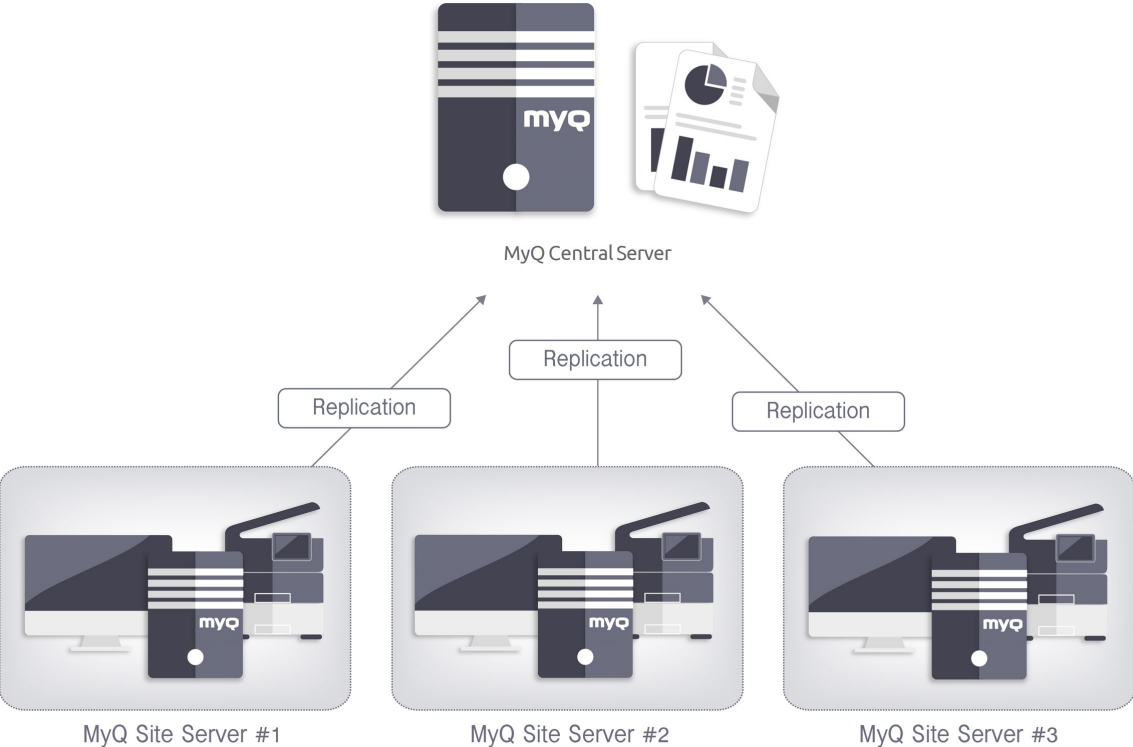 myQ
MyQ Central Server
Replication
Replication
Replication
myQ
myQ
myQ
MyQ Site Server #1
MyQ Site Server #2
MyQ Site Server #3